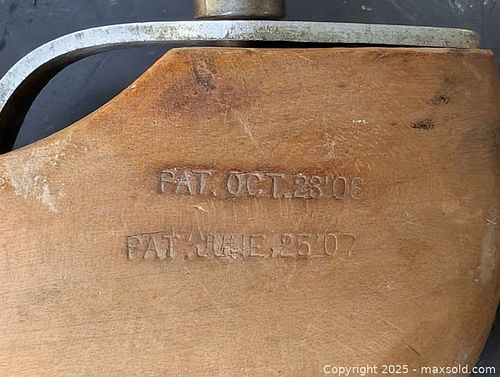 PAT. OCT. 23'06
PAT. JUNE. 25'07
Copyright © 2025 - maxsold.com